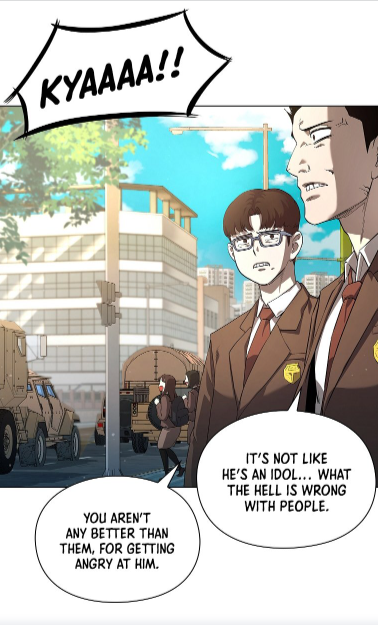 KYAAAA!!
IT'S NOT LIKE
HE'S AN IDOL... WHAT
THE HELL IS WRONG
WITH PEOPLE.
YOU AREN'T
ANY BETTER THAN
THEM, FOR GETTING
ANGRY AT HIM.